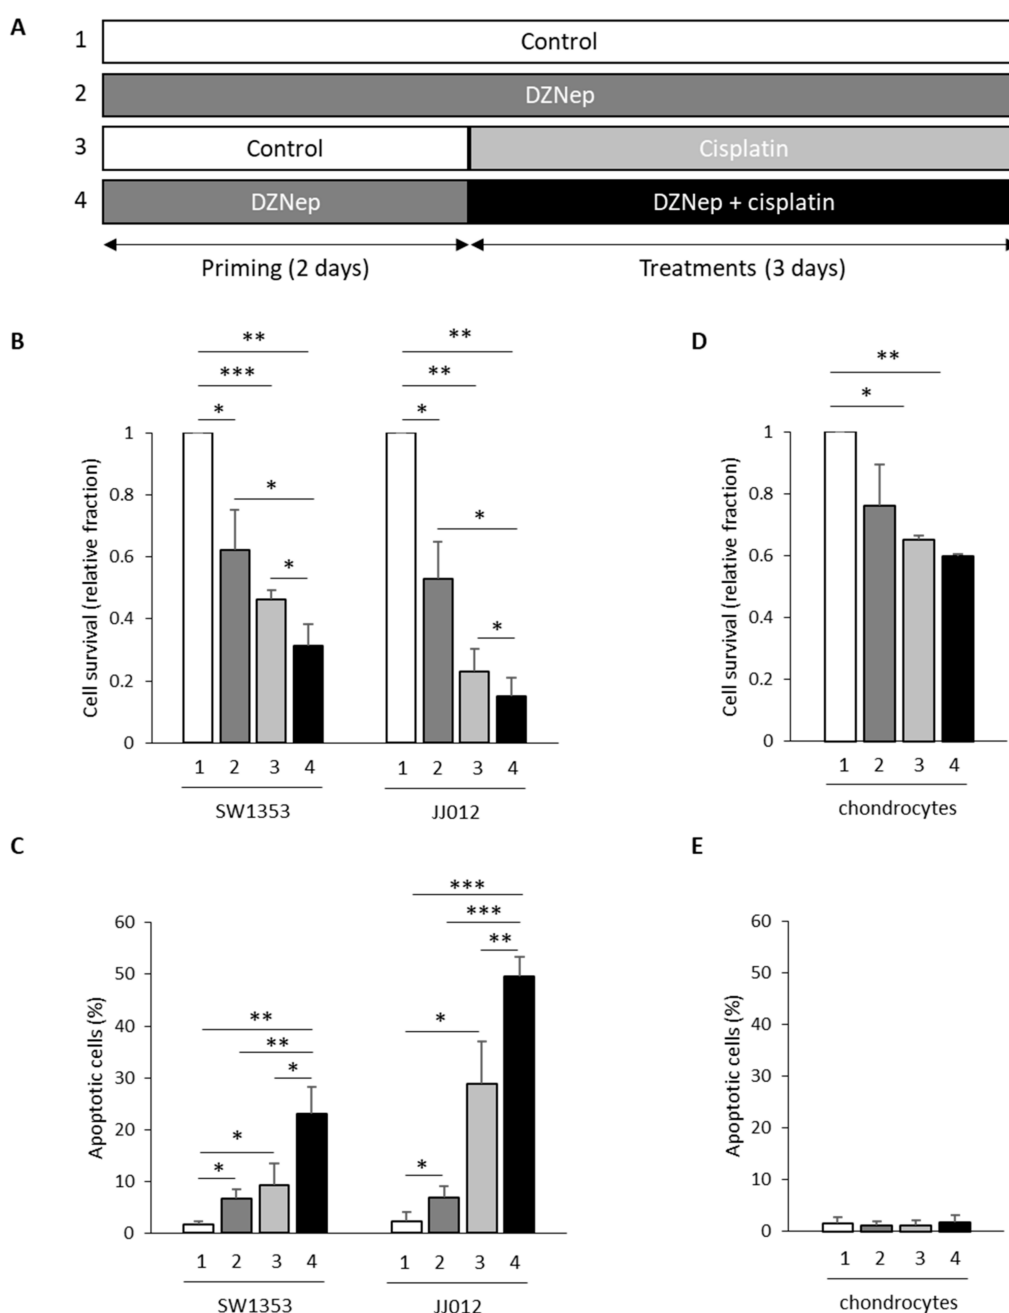 A
1 Control
2 DZNep
3 Control Cisplatin
4 DZNep DZNep + cisplatin
Priming (2 days) Treatments (3 days)
B
** **
*** **
* *
* *
* *
Cell survival (relative fraction)
1
0.8
0.6
0.4
0.2
0
1 2 3 4 1 2 3 4
SW1353 JJ012
D
**
*
Cell survival (relative fraction)
1
0.8
0.6
0.4
0.2
0
1 2 3 4
chondrocytes
C
***
***
**
** *
**
*
*
* *
Apoptotic cells (%)
60
50
40
30
20
10
0
1 2 3 4 1 2 3 4
SW1353 JJ012
E
Apoptotic cells (%)
60
50
40
30
20
10
0
1 2 3 4
chondrocytes